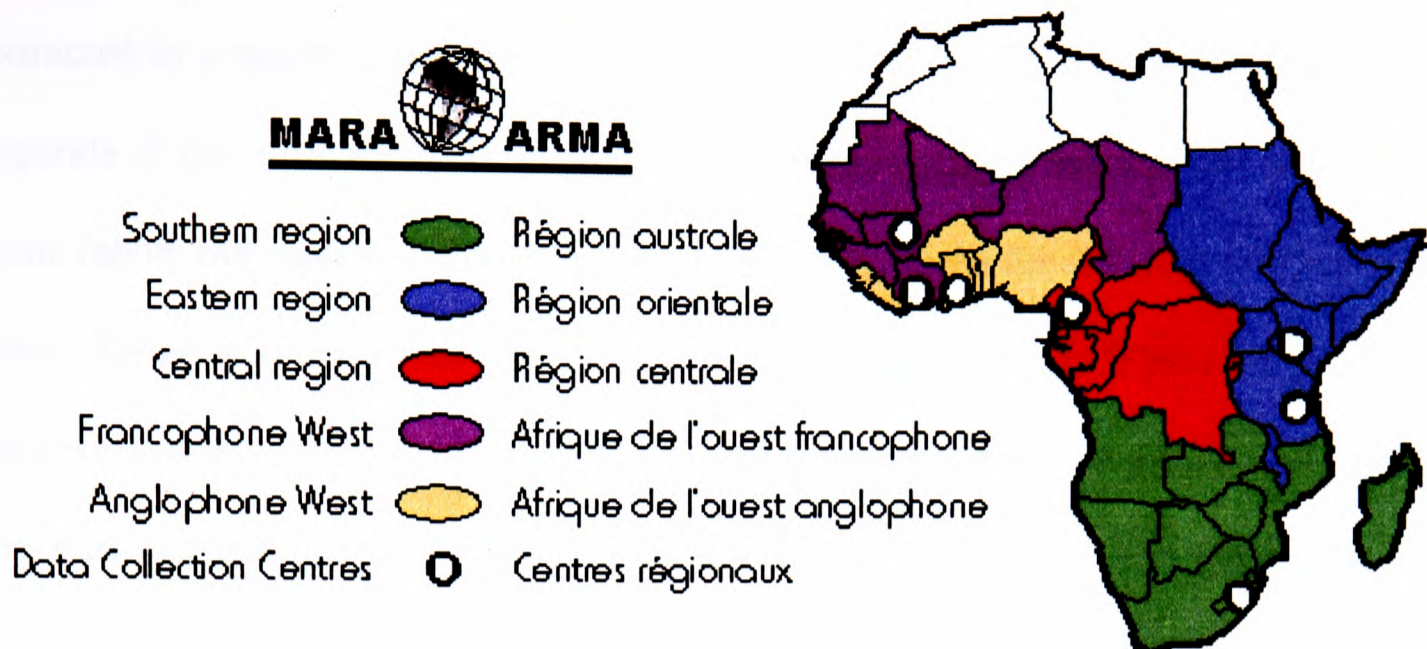 MARA ARMA
Southern region Région australe
Eastern region Région orientale
Central region Région centrale
Francophone West Afrique de l'ouest francophone
Anglophone West Afrique de l'ouest anglophone
Data Collection Centres Centres régionaux